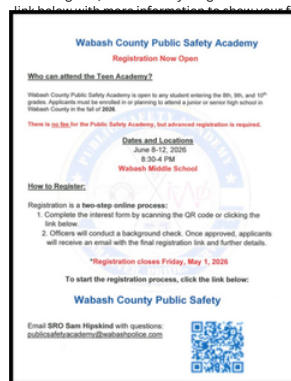 link below with more information to show your f
Wabash County Public Safety Academy
Registration Now Open
Who can attend the Teen Academy?
Wabash County Public Safety Academy is open to any student entering the 8th, 9th, and 10th
grades. Applicants must be enrolled in or planning to attend a junior or senior high school in
Wabash County in the fall of 2026.
There is no fee for the Public Safety Academy, but advanced registration is required.
Dates and Locations
June 8-12, 2026
8:30-4 PM
Wabash Middle School
How to Register:
Registration is a two-step online process:
1. Complete the interest form by scanning the QR code or clicking the
link below.
2. Officers will conduct a background check. Once approved, applicants
will receive an email with the final registration link and further details.
*Registration closes Friday, May 1, 2026
To start the registration process, click the link below:
Wabash County Public Safety
Email SRO Sam Hipskind with questions:
publicsafetyacademy@wabashpolice.com